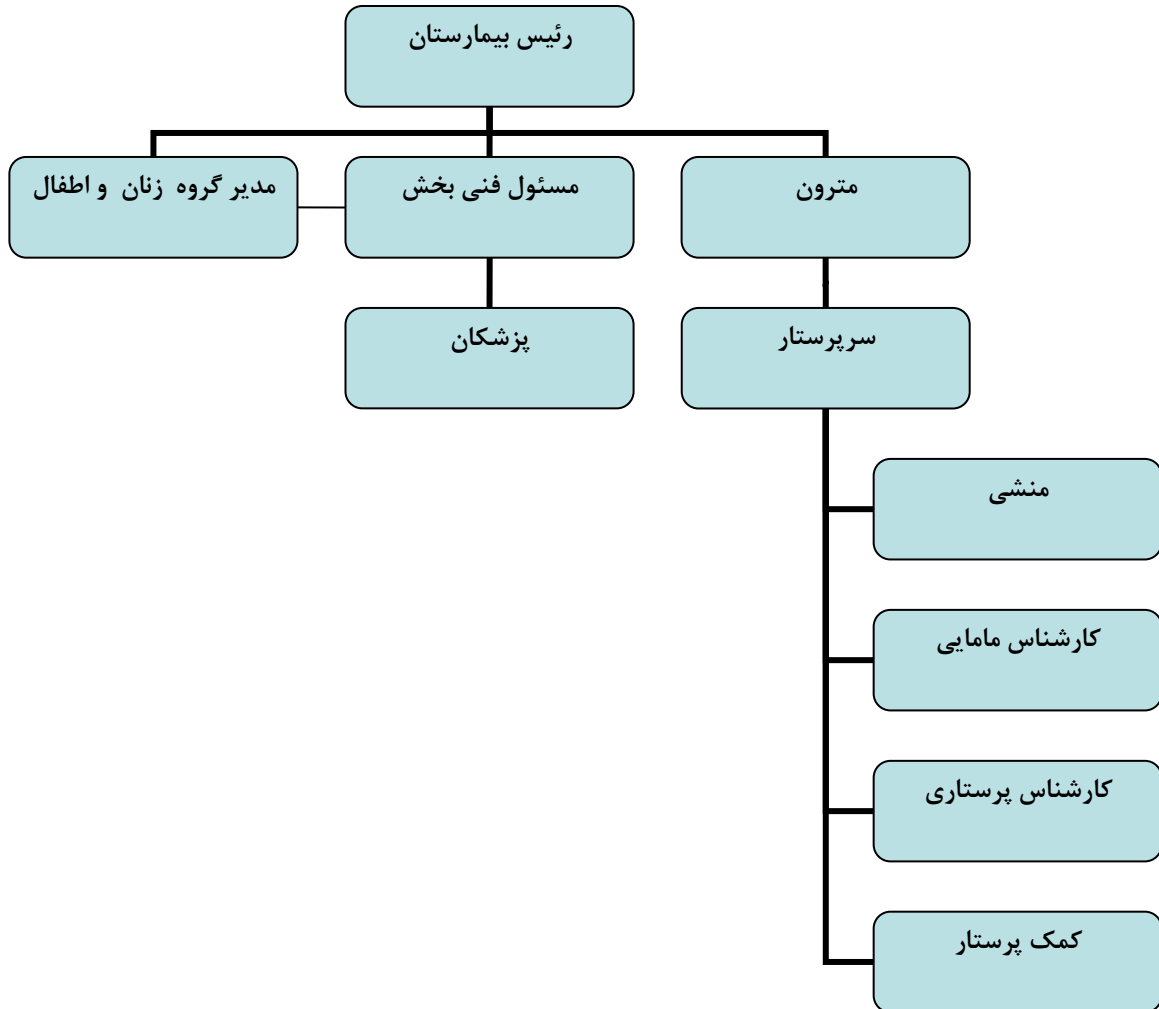 رئیس بیمارستان
مترون
مسئول فنی بخش
مدیر گروه زنان و اطفال
سرپرستار
پزشکان
منشی
کارشناس مامایی
کارشناس پرستاری
کمک پرستار